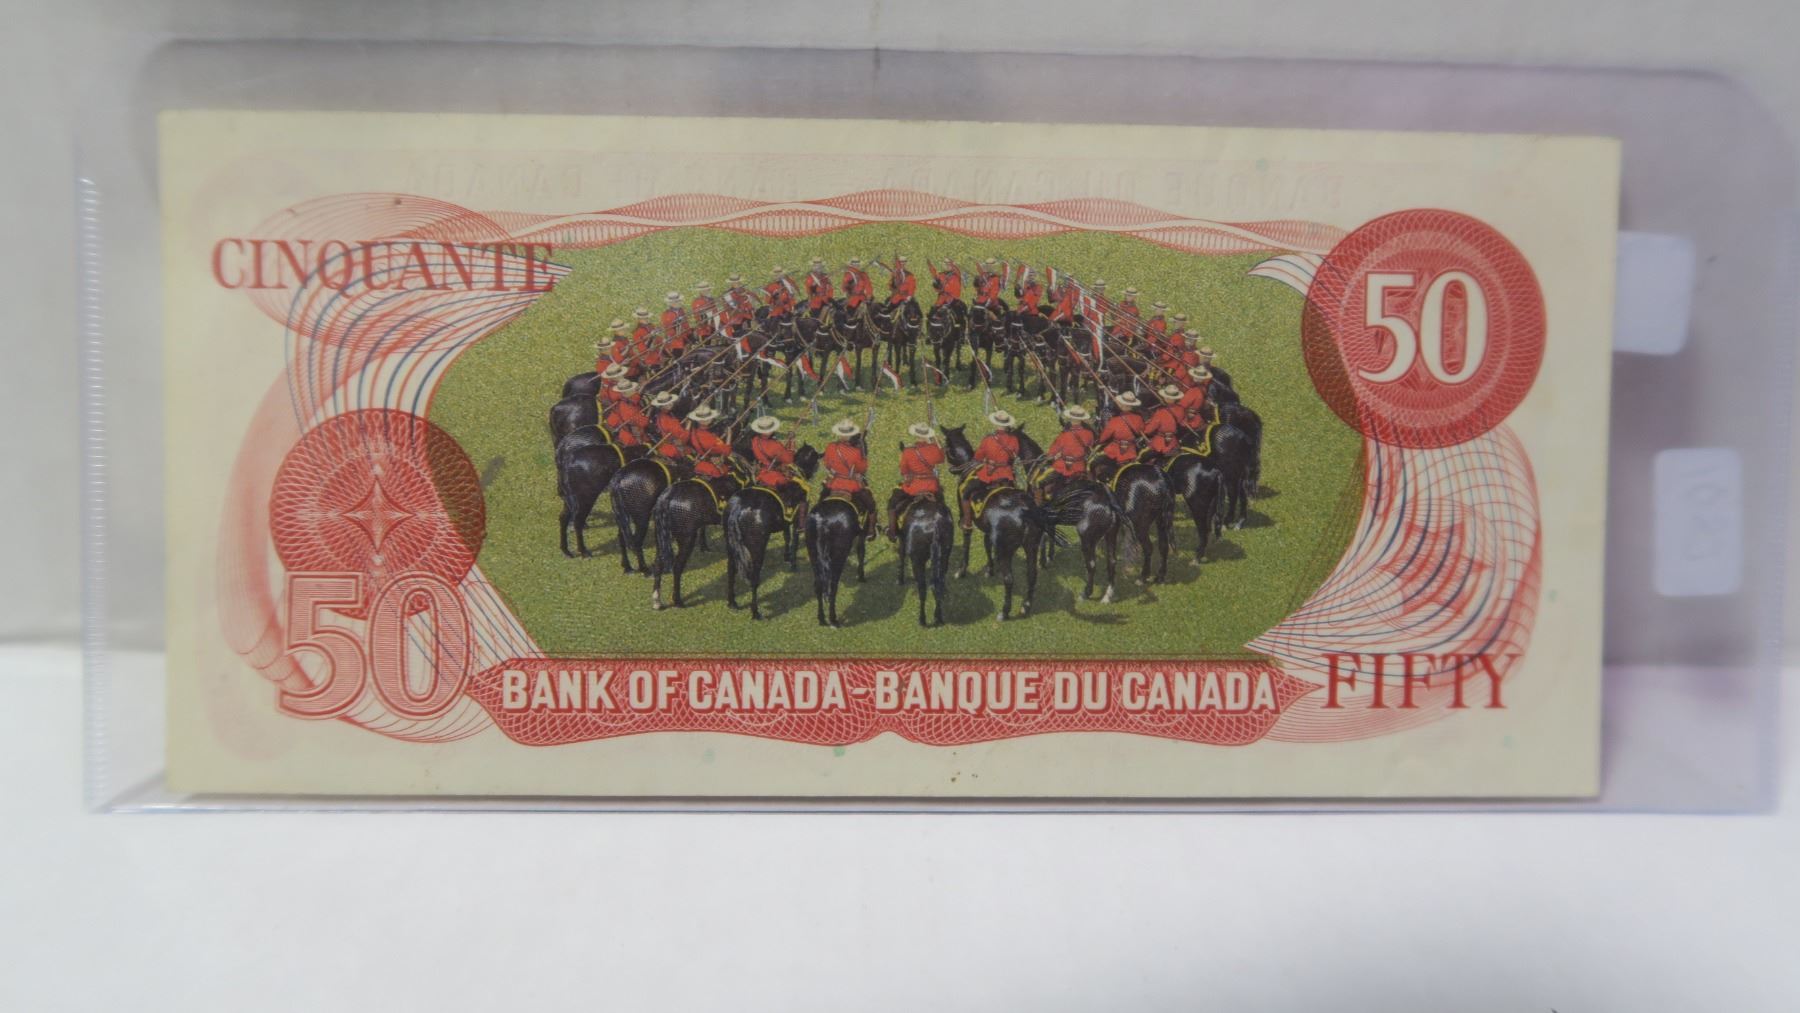 CINQUANTE
50
50
BANK OF CANADA - BANQUE DU CANADA
FIFTY